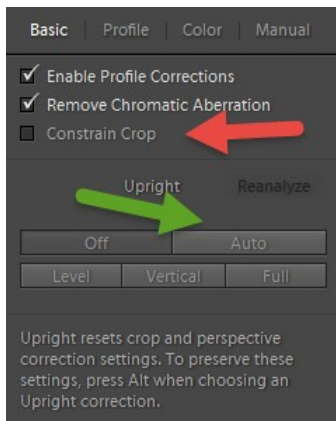 Basic | Profile | Color | Manual
Enable Profile Corrections
Remove Chromatic Aberration
Constrain Crop
Upright Reanalyze
Off Auto
Level Vertical Full
Upright resets crop and perspective
correction settings. To preserve these
settings, press Alt when choosing an
Upright correction.